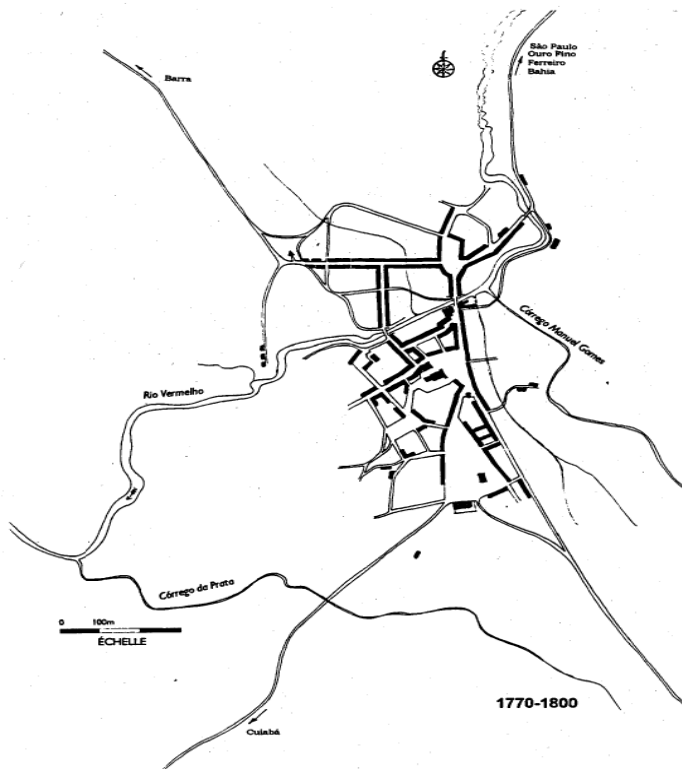 São Paulo
Ouro Fino
Ferreiro
Bahia
Barra
Córrego Manuel Gomes
Rio Vermelho
Córrego da Prata
0 100m
ÉCHELLE
1770-1800
Cuiabá